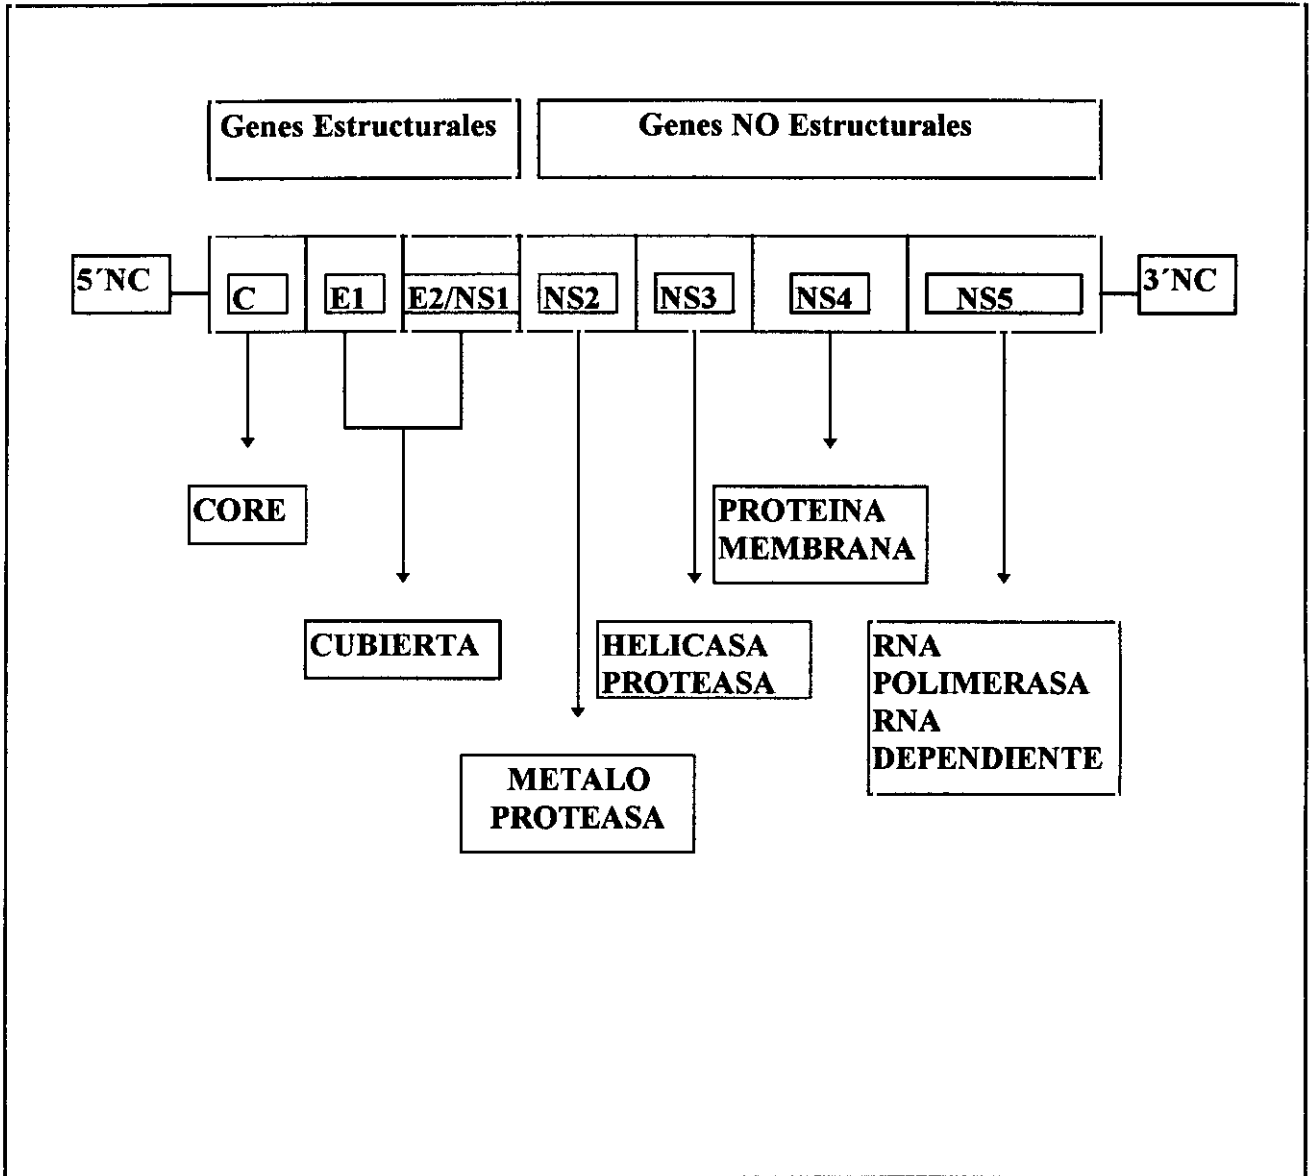 Genes Estructurales
Genes NO Estructurales
5´NC
C
E1
E2/NS1
NS2
NS3
NS4
NS5
3´NC
CORE
PROTEINA
MEMBRANA
CUBIERTA
HELICASA
PROTEASA
RNA
POLIMERASA
RNA
DEPENDIENTE
METALO
PROTEASA